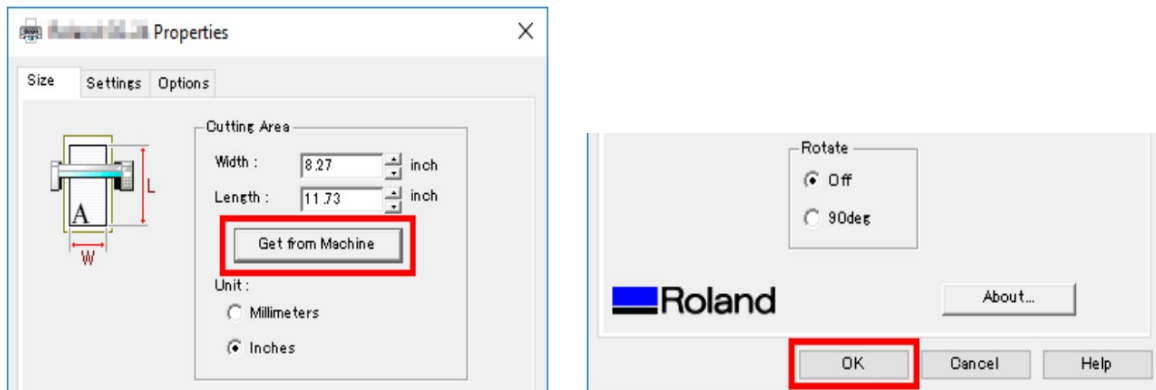 Properties
Size Settings Options
Cutting Area
Width : 8.27 inch
Length : 11.73 inch
Get from Machine
Unit :
Millimeters
Inches
L
A
W
Rotate
Off
90deg
Roland
About...
OK Cancel Help